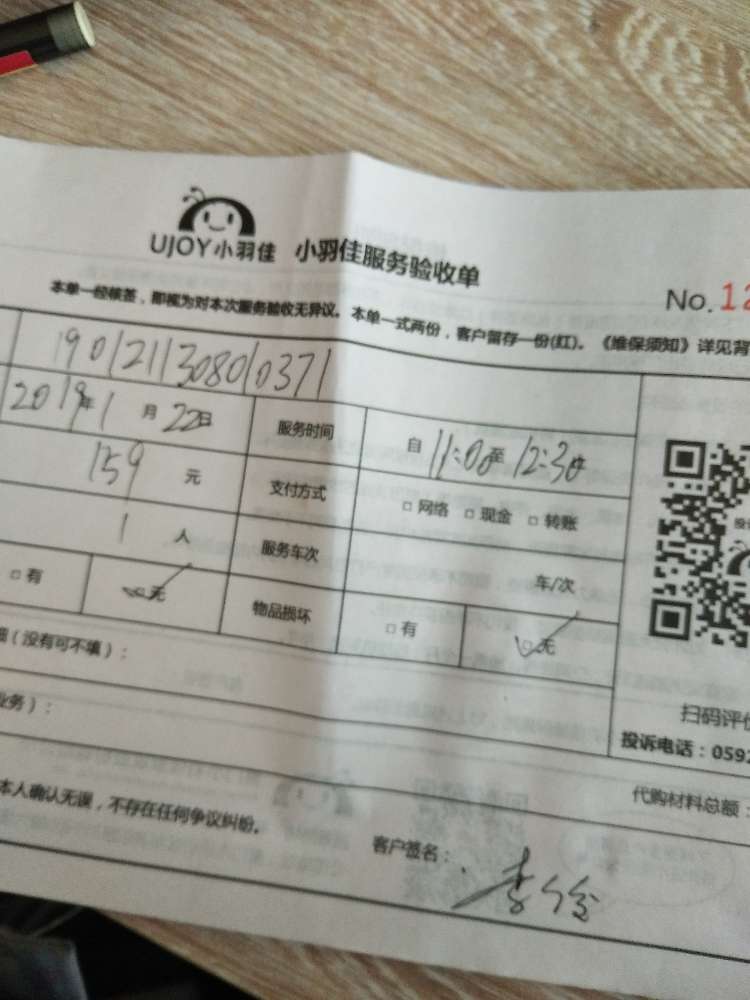 UJOY小羽佳 小羽佳服务验收单
No.12
本单一经核签，即视为对本次服务验收无异议。本单一式两份，客户留存一份(红)。《维保须知》详见背
190121130800371
2019年1月22日 服务时间 自11:00至12:30
159元 支付方式 □网络 □现金 □转账
1人 服务车次 车/次
□有 □无 物品损坏 □有 □无
细（没有可不填）：
业务）：
扫码评价
投诉电话：0592
代购材料总额：
本人确认无误，不存在任何争议纠纷。
客户签名：李